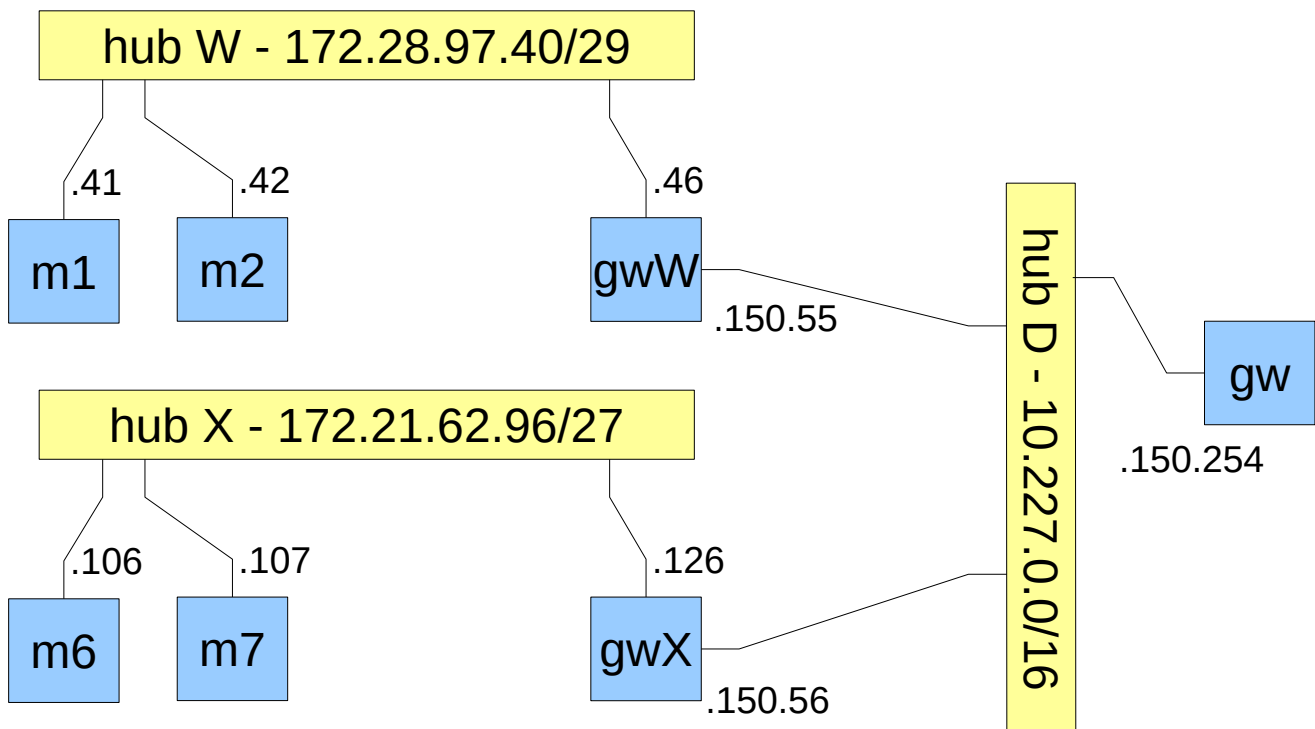 hub W - 172.28.97.40/29
.41
.42
.46
m1
m2
gwW
.150.55
hub D - 10.227.0.0/16
gw
.150.254
hub X - 172.21.62.96/27
.106
.107
.126
m6
m7
gwX
.150.56